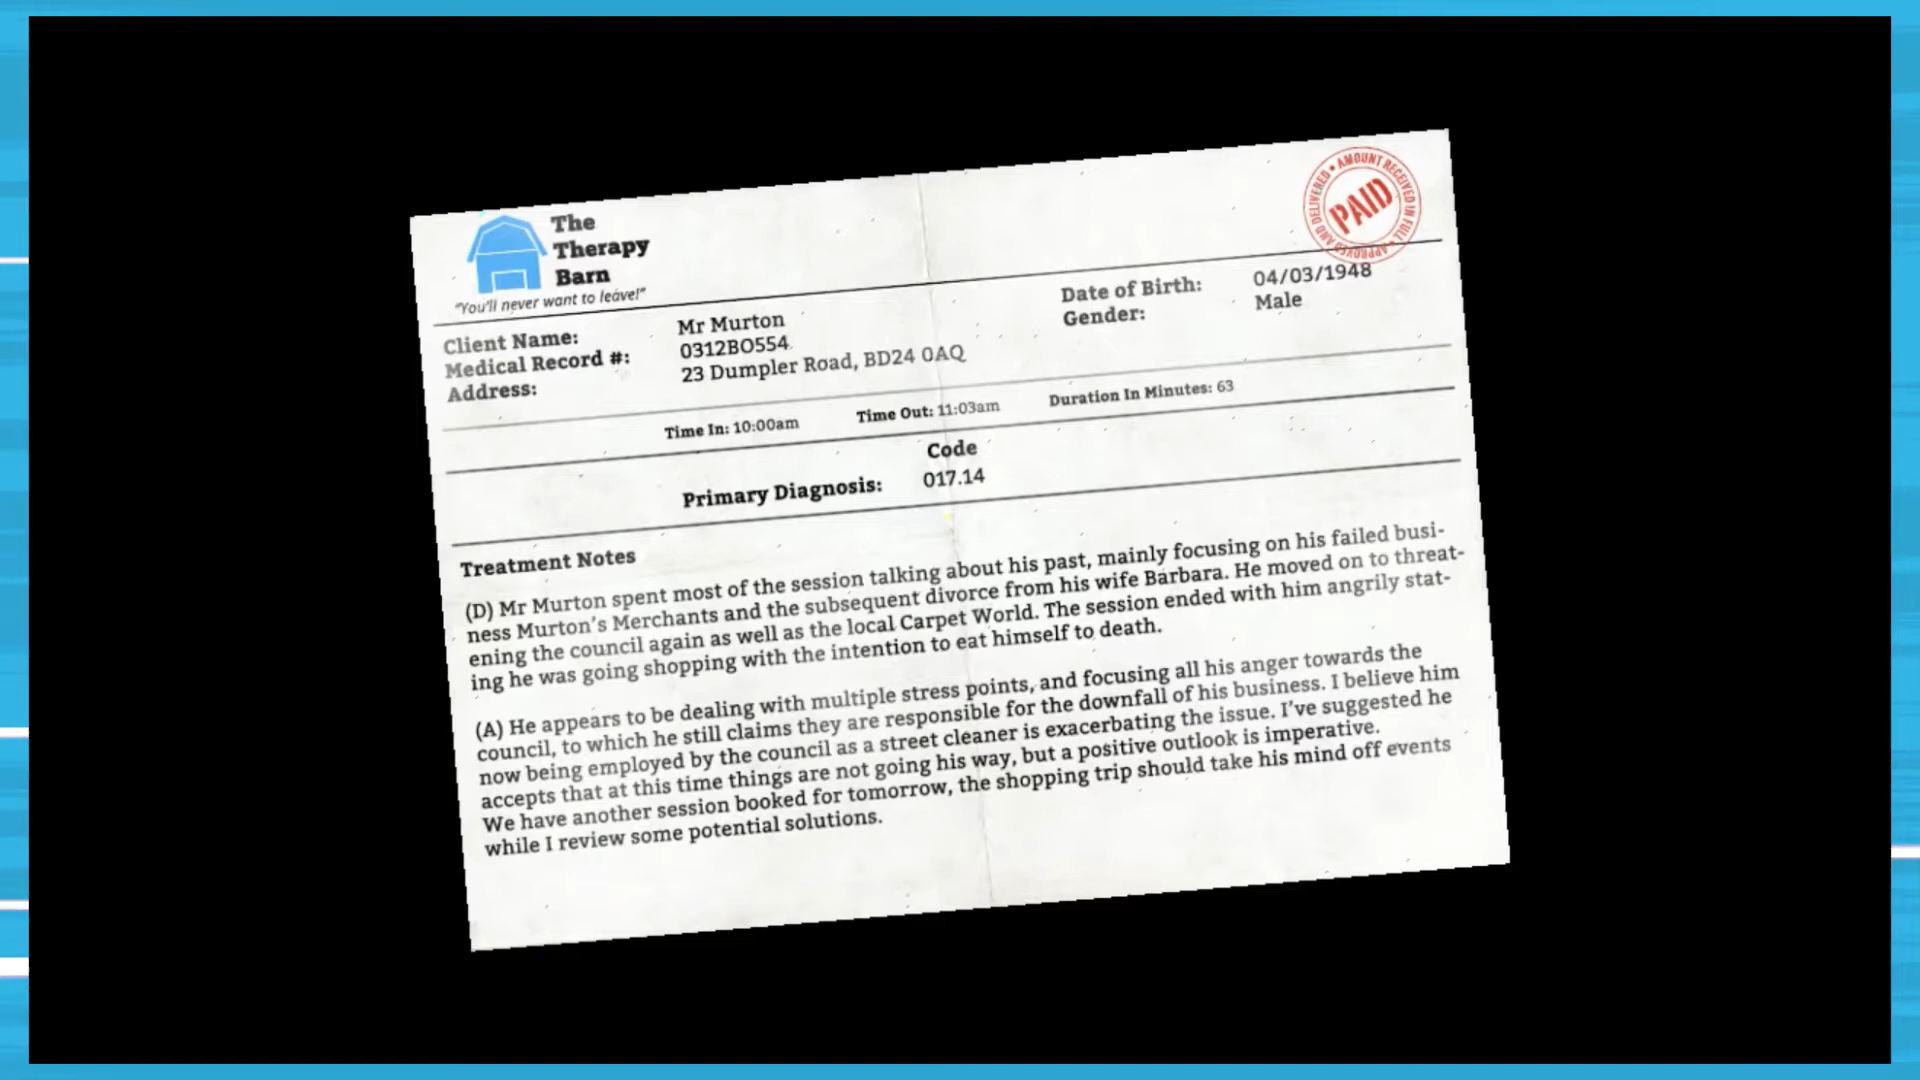 The
Therapy
Barn
"You'll never want to leave!"
AMOUNT RECEIVED IN FULL • APPROVED AND DELIVERED •
PAID
Client Name: Mr Murton
Medical Record #: 0312BO554
Address: 23 Dumpler Road, BD24 0AQ
Date of Birth: 04/03/1948
Gender: Male
Time In: 10:00am Time Out: 11:03am Duration In Minutes: 63
Code
Primary Diagnosis: 017.14
Treatment Notes
(D) Mr Murton spent most of the session talking about his past, mainly focusing on his failed busi-
ness Murton's Merchants and the subsequent divorce from his wife Barbara. He moved on to threat-
ening the council again as well as the local Carpet World. The session ended with him angrily stat-
ing he was going shopping with the intention to eat himself to death.
(A) He appears to be dealing with multiple stress points, and focusing all his anger towards the
council, to which he still claims they are responsible for the downfall of his business. I believe him
now being employed by the council as a street cleaner is exacerbating the issue. I've suggested he
accepts that at this time things are not going his way, but a positive outlook is imperative.
We have another session booked for tomorrow, the shopping trip should take his mind off events
while I review some potential solutions.